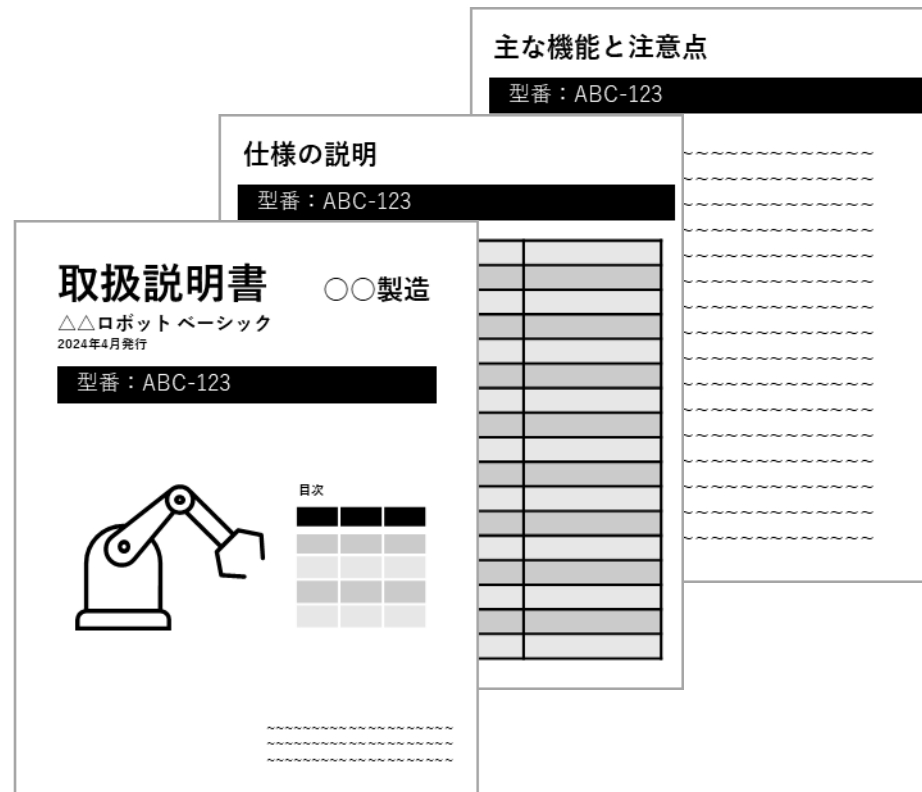 主な機能と注意点
型番：ABC-123
仕様の説明
型番：ABC-123
取扱説明書
〇〇製造
△△ロボット ベーシック
2024年4月発行
型番：ABC-123
目次